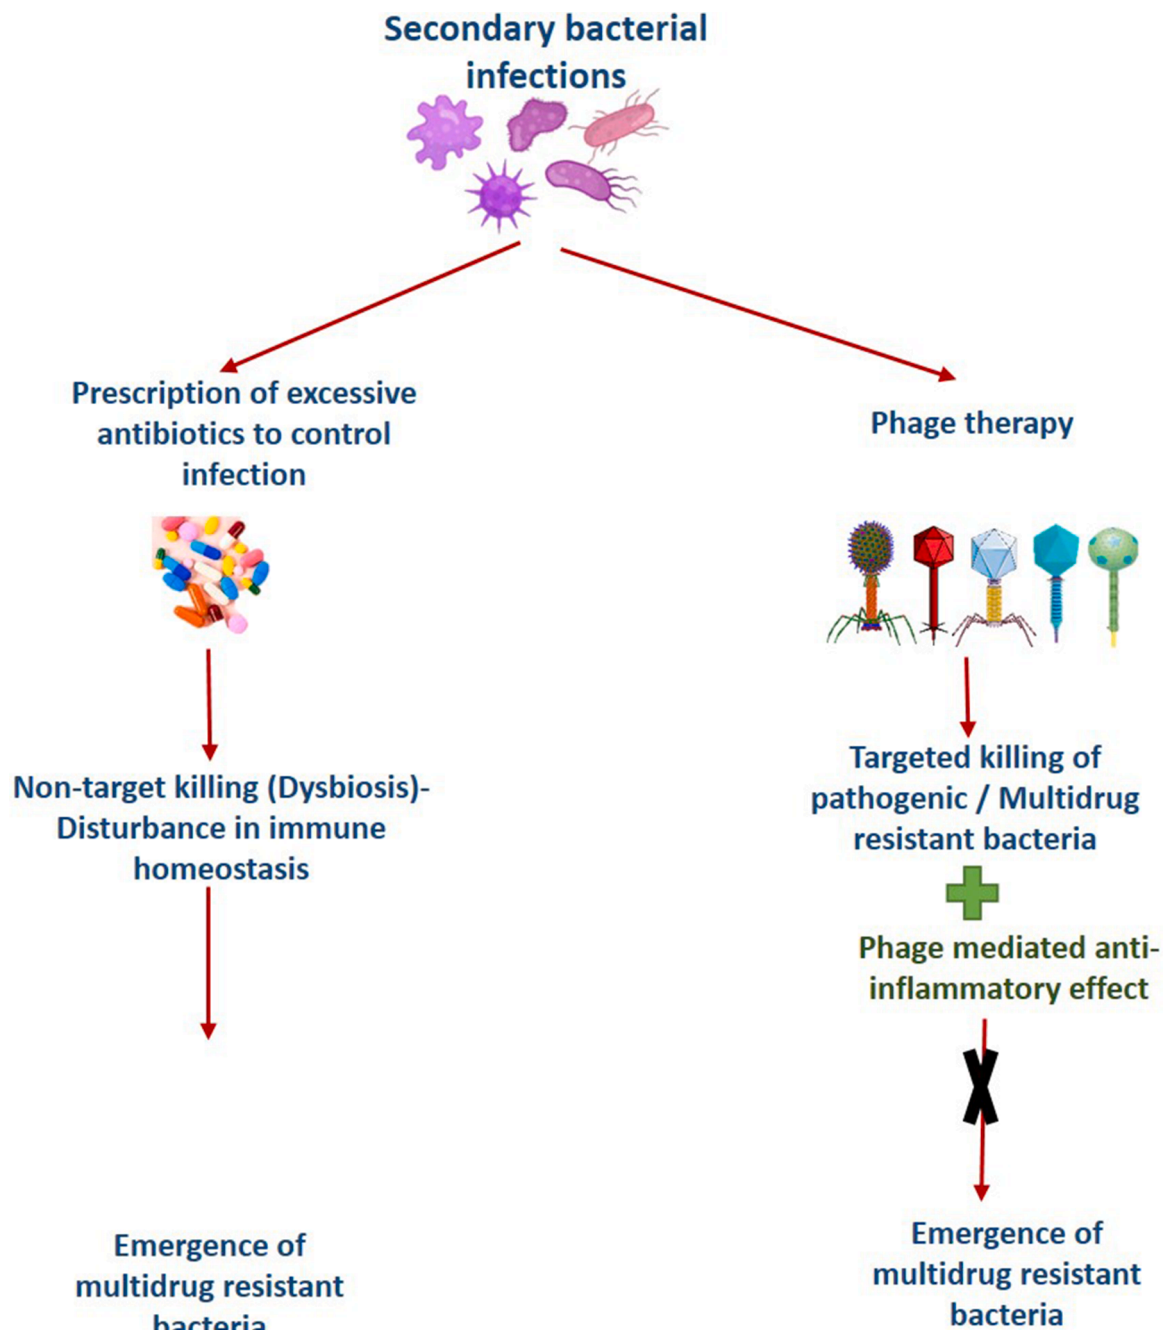 Secondary bacterial
infections
Prescription of excessive
antibiotics to control
infection
Phage therapy
Non-target killing (Dysbiosis)-
Disturbance in immune
homeostasis
Targeted killing of
pathogenic / Multidrug
resistant bacteria
Phage mediated anti-
inflammatory effect
Emergence of
multidrug resistant
bacteria
Emergence of
multidrug resistant
bacteria